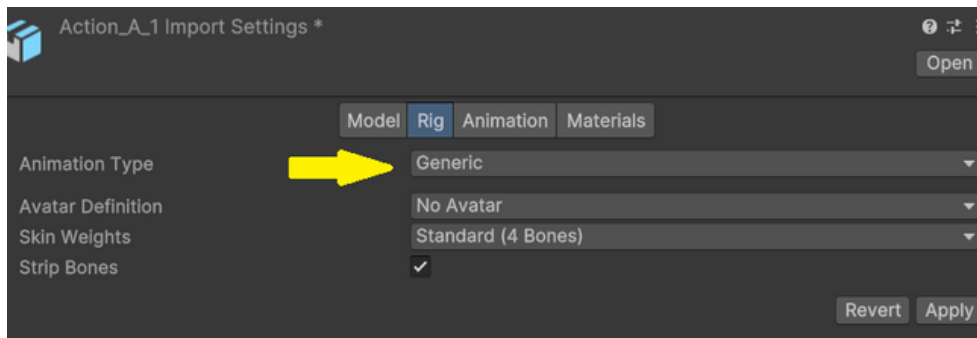 Action_A_1 Import Settings *
Open
Model Rig Animation Materials
Animation Type Generic
Avatar Definition No Avatar
Skin Weights Standard (4 Bones)
Strip Bones
Revert Apply